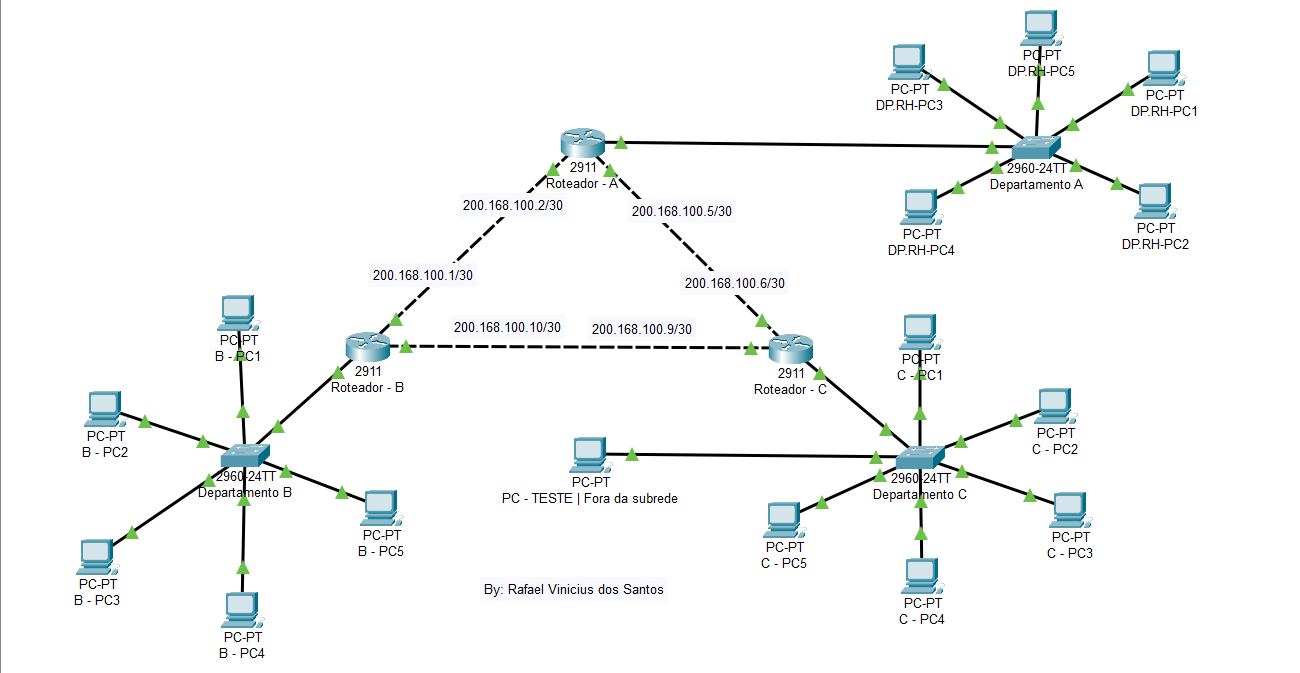 PC-PT
DP.RH-PC5
PC-PT
DP.RH-PC3
PC-PT
DP.RH-PC1
2911
Roteador - A
2960-24TT
Departamento A
200.168.100.2/30
200.168.100.5/30
PC-PT
DP.RH-PC4
PC-PT
DP.RH-PC2
200.168.100.1/30
200.168.100.6/30
200.168.100.10/30
200.168.100.9/30
PC-PT
B - PC1
2911
Roteador - B
2911
Roteador - C
PC-PT
C - PC1
PC-PT
B - PC2
PC-PT
C - PC2
2960-24TT
Departamento B
PC-PT
PC - TESTE | Fora da subrede
2960-24TT
Departamento C
PC-PT
B - PC5
PC-PT
C - PC5
PC-PT
C - PC3
PC-PT
B - PC3
By: Rafael Vinicius dos Santos
PC-PT
C - PC4
PC-PT
B - PC4